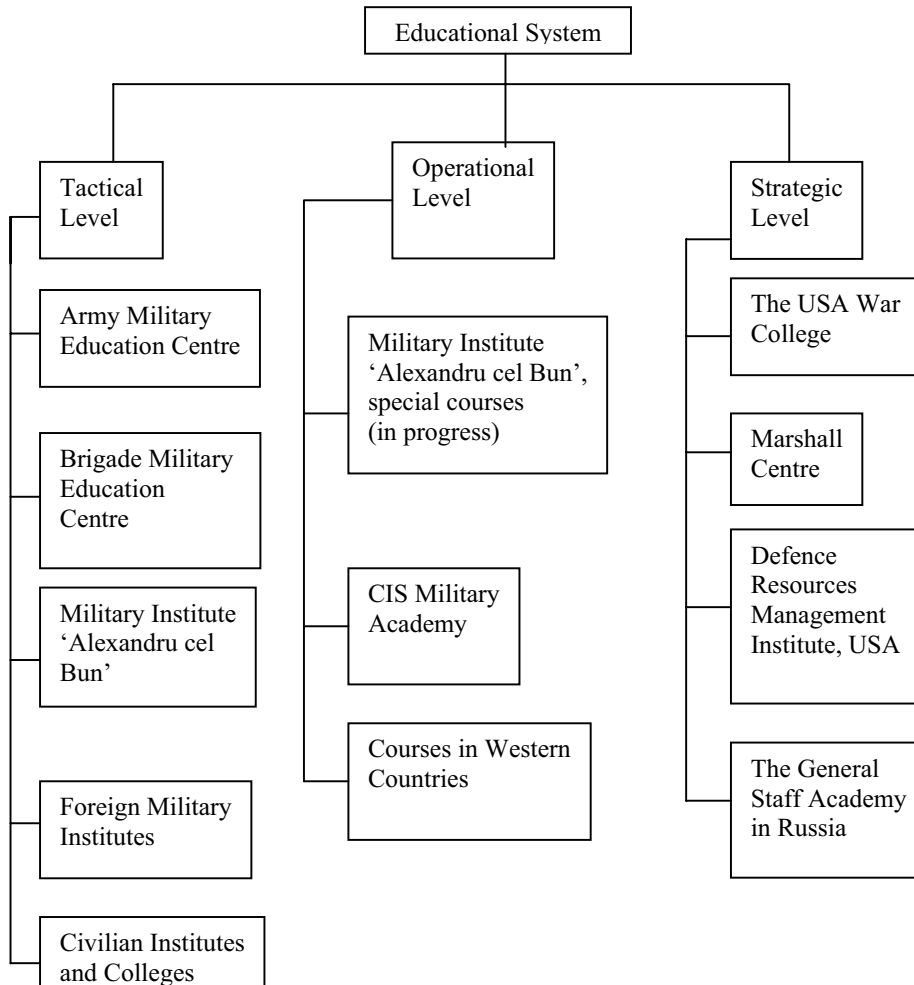 Educational System
Tactical
Level
Army Military
Education Centre
Brigade Military
Education
Centre
Military Institute
‘Alexandru cel
Bun’
Foreign Military
Institutes
Civilian Institutes
and Colleges
Operational
Level
Military Institute
‘Alexandru cel Bun’,
special courses
(in progress)
CIS Military
Academy
Courses in Western
Countries
Strategic
Level
The USA War
College
Marshall
Centre
Defence
Resources
Management
Institute, USA
The General
Staff Academy
in Russia